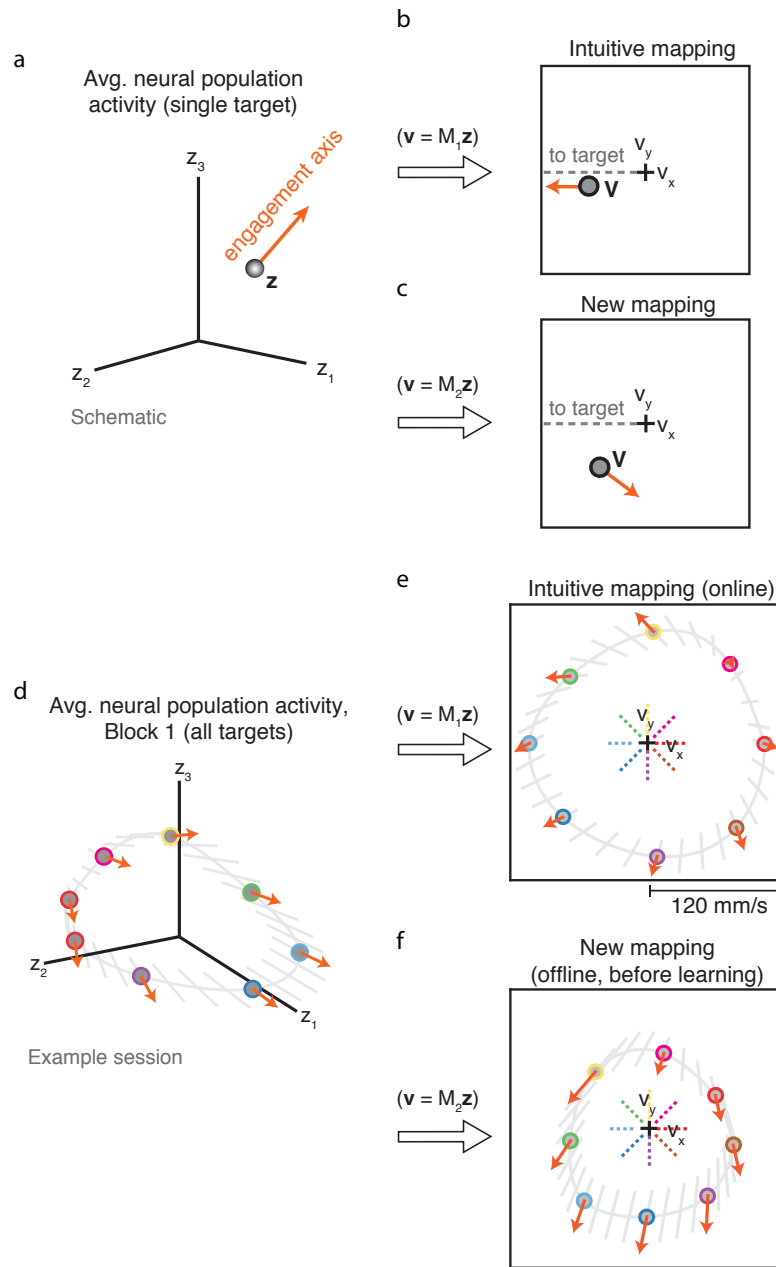 a
Avg. neural population
activity (single target)
z3
engagement axis
z
z2
z1
Schematic
b
Intuitive mapping
(v = M1z)
to target
vy
vx
V
c
New mapping
(v = M2z)
to target
vy
vx
V
d
Avg. neural population activity,
Block 1 (all targets)
z3
z2
z1
Example session
e
Intuitive mapping (online)
(v = M1z)
vy
vx
120 mm/s
f
New mapping
(offline, before learning)
(v = M2z)
vy
vx